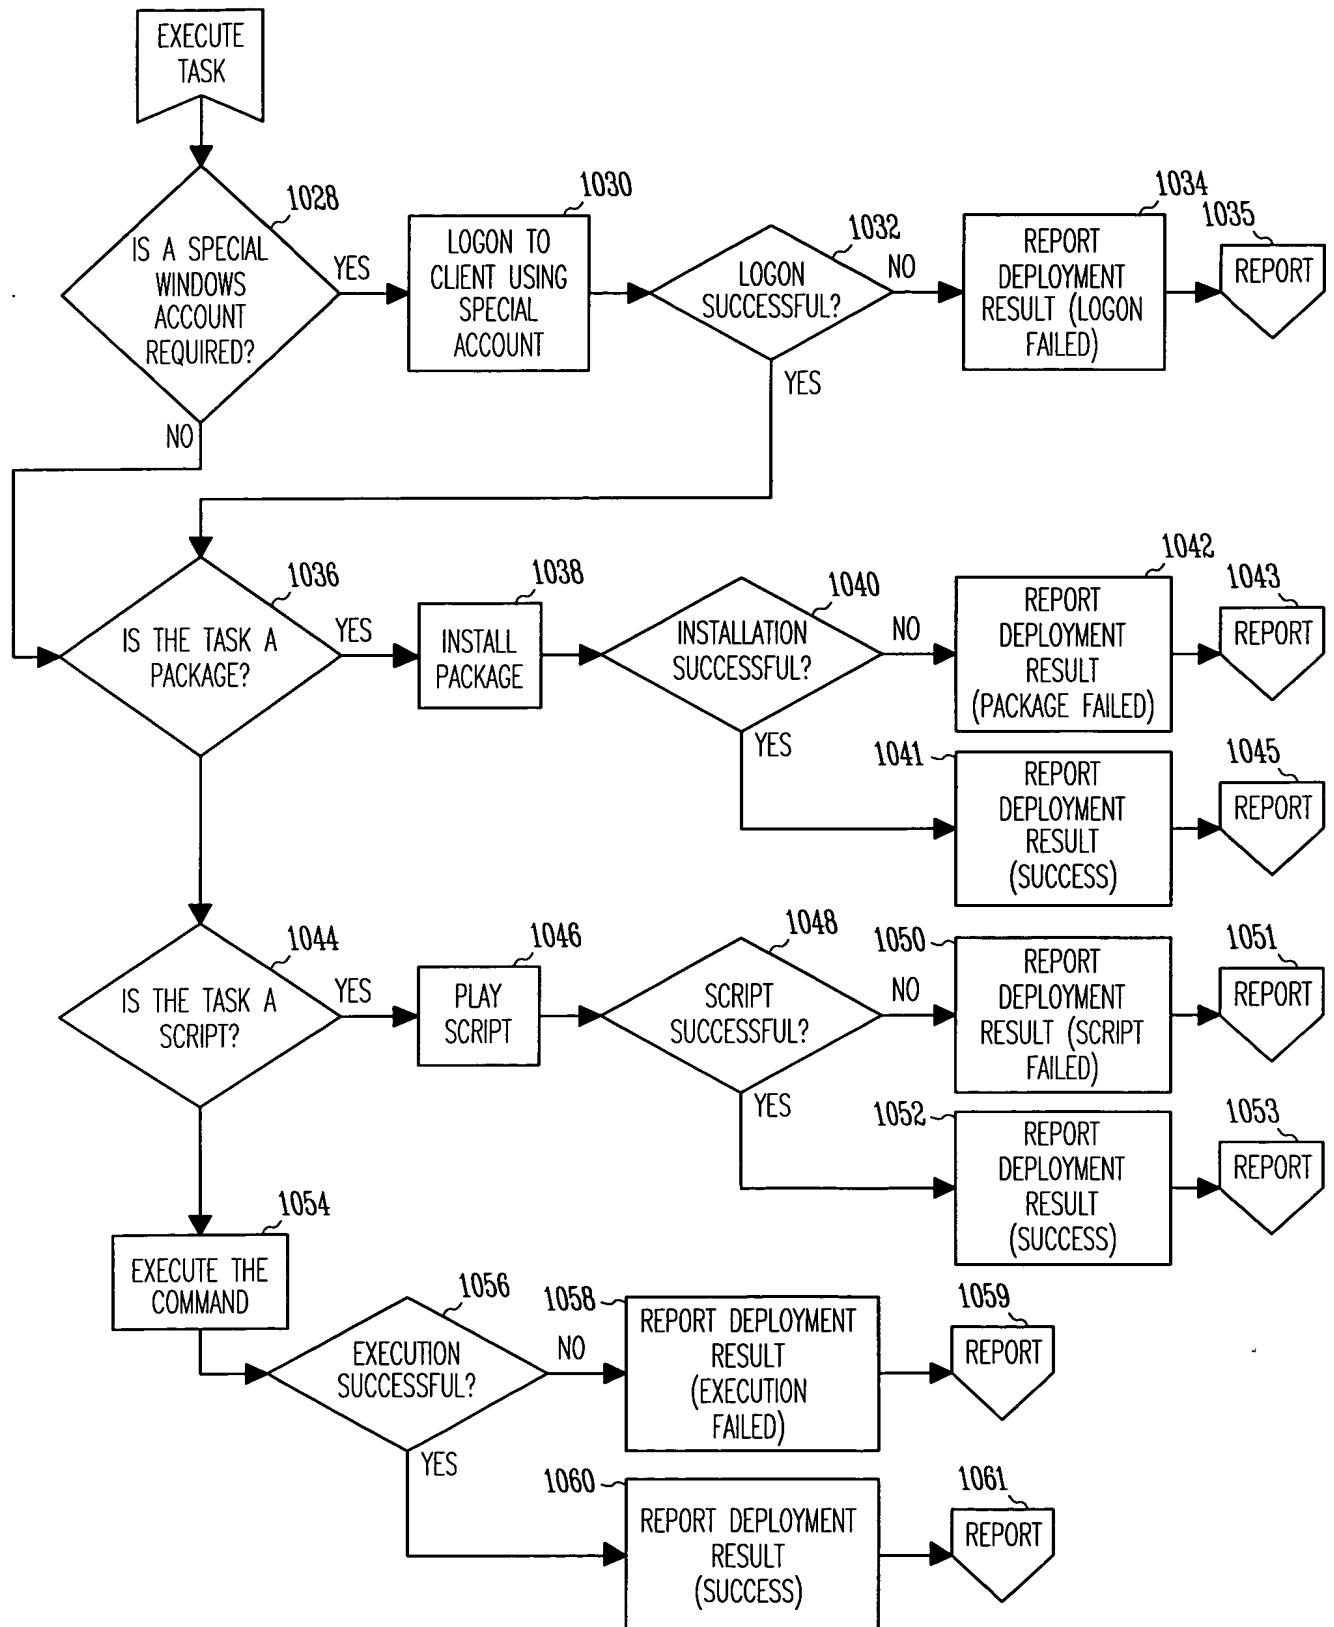 EXECUTE
TASK
1028
IS A SPECIAL
WINDOWS
ACCOUNT
REQUIRED?
YES
NO
1030
LOGON TO
CLIENT USING
SPECIAL
ACCOUNT
1032
LOGON
SUCCESSFUL?
NO
YES
1034
REPORT
DEPLOYMENT
RESULT (LOGON
FAILED)
1035
REPORT
1036
IS THE TASK A
PACKAGE?
YES
1038
INSTALL
PACKAGE
1040
INSTALLATION
SUCCESSFUL?
NO
YES
1042
REPORT
DEPLOYMENT
RESULT
(PACKAGE FAILED)
1043
REPORT
1041
REPORT
DEPLOYMENT
RESULT
(SUCCESS)
1045
REPORT
1044
IS THE TASK A
SCRIPT?
YES
1046
PLAY
SCRIPT
1048
SCRIPT
SUCCESSFUL?
NO
YES
1050
REPORT
DEPLOYMENT
RESULT (SCRIPT
FAILED)
1051
REPORT
1052
REPORT
DEPLOYMENT
RESULT
(SUCCESS)
1053
REPORT
1054
EXECUTE THE
COMMAND
1056
EXECUTION
SUCCESSFUL?
NO
YES
1058
REPORT DEPLOYMENT
RESULT
(EXECUTION
FAILED)
1059
REPORT
1060
REPORT DEPLOYMENT
RESULT
(SUCCESS)
1061
REPORT